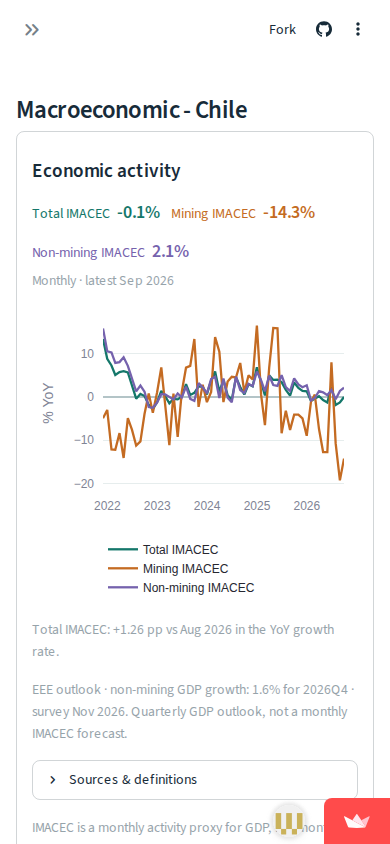 Fork
Macroeconomic - Chile
Economic activity
Total IMACEC -0.1% Mining IMACEC -14.3%
Non-mining IMACEC 2.1%
Monthly · latest Sep 2026
% YoY
10
0
−10
−20
2022 2023 2024 2025 2026
Total IMACEC
Mining IMACEC
Non-mining IMACEC
Total IMACEC: +1.26 pp vs Aug 2026 in the YoY growth
rate.
EEE outlook · non-mining GDP growth: 1.6% for 2026Q4 ·
survey Nov 2026. Quarterly GDP outlook, not a monthly
IMACEC forecast.
Sources & definitions
IMACEC is a monthly activity proxy for GDP,